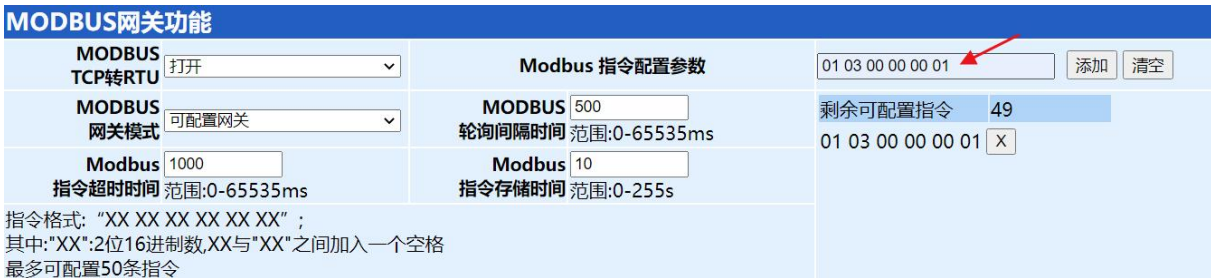 MODBUS网关功能
MODBUS TCP转RTU 打开 Modbus 指令配置参数 01 03 00 00 00 01 添加 清空
MODBUS 网关模式 可配置网关 MODBUS 轮询间隔时间 500 范围:0-65535ms 剩余可配置指令 49
01 03 00 00 00 01 X
Modbus 指令超时时间 1000 范围:0-65535ms Modbus 指令存储时间 10 范围:0-255s
指令格式:“XX XX XX XX XX XX”;
其中:"XX":2位16进制数,XX与"XX"之间加入一个空格
最多可配置50条指令